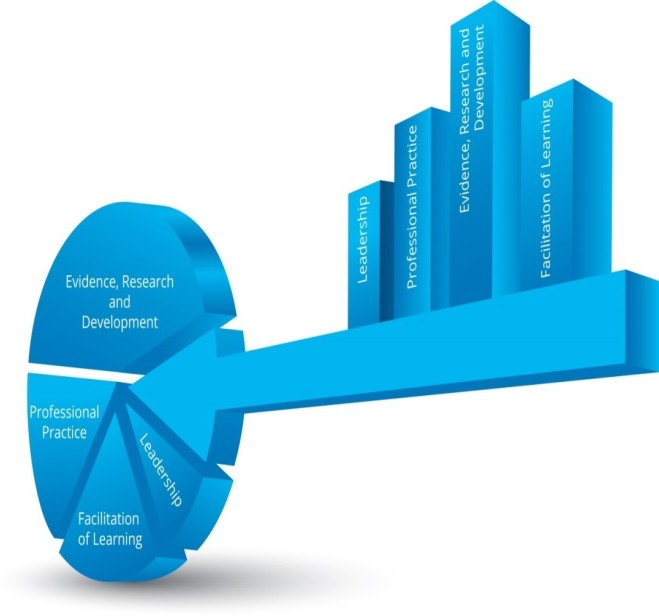 Evidence, Research
and
Development
Professional
Practice
Leadership
Facilitation
of Learning
Leadership
Professional Practice
Evidence, Research and
Development
Facilitation of Learning